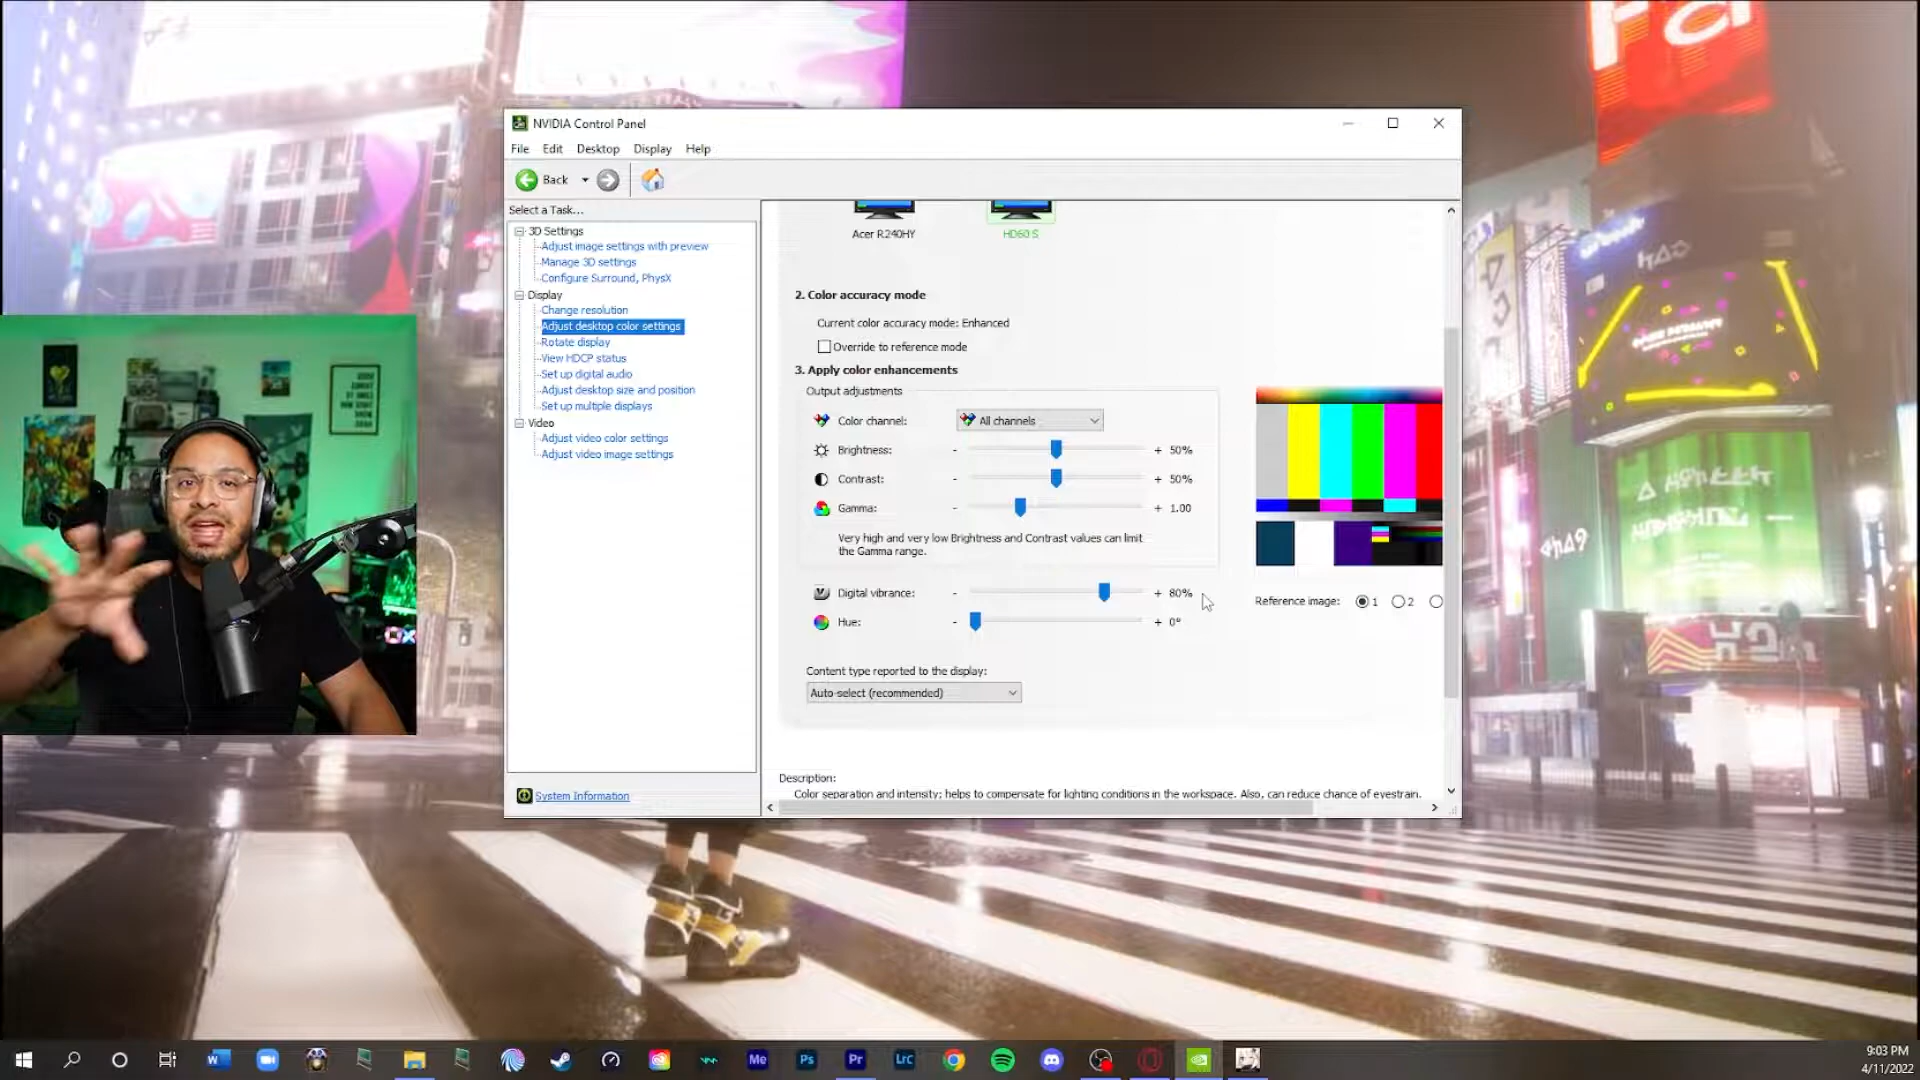 NVIDIA Control Panel
File Edit Desktop Display Help
Back
Select a Task...
3D Settings
Adjust image settings with preview
Manage 3D settings
Configure Surround, PhysX
Display
Change resolution
Adjust desktop color settings
Rotate display
View HDCP status
Set up digital audio
Adjust desktop size and position
Set up multiple displays
Video
Adjust video color settings
Adjust video image settings
System Information
Acer R240HY HD60 S
2. Color accuracy mode
Current color accuracy mode: Enhanced
Override to reference mode
3. Apply color enhancements
Output adjustments
Color channel: All channels
Brightness: - + 50%
Contrast: - + 50%
Gamma: - + 1.00
Very high and very low Brightness and Contrast values can limit
the Gamma range.
Digital vibrance: - + 80%
Hue: - + 0°
Reference image: 1 2
Content type reported to the display:
Auto-select (recommended)
Description:
Color separation and intensity; helps to compensate for lighting conditions in the workspace. Also, can reduce chance of eyestrain.
W Me Ps Pr LrC
9:03 PM
4/11/2022